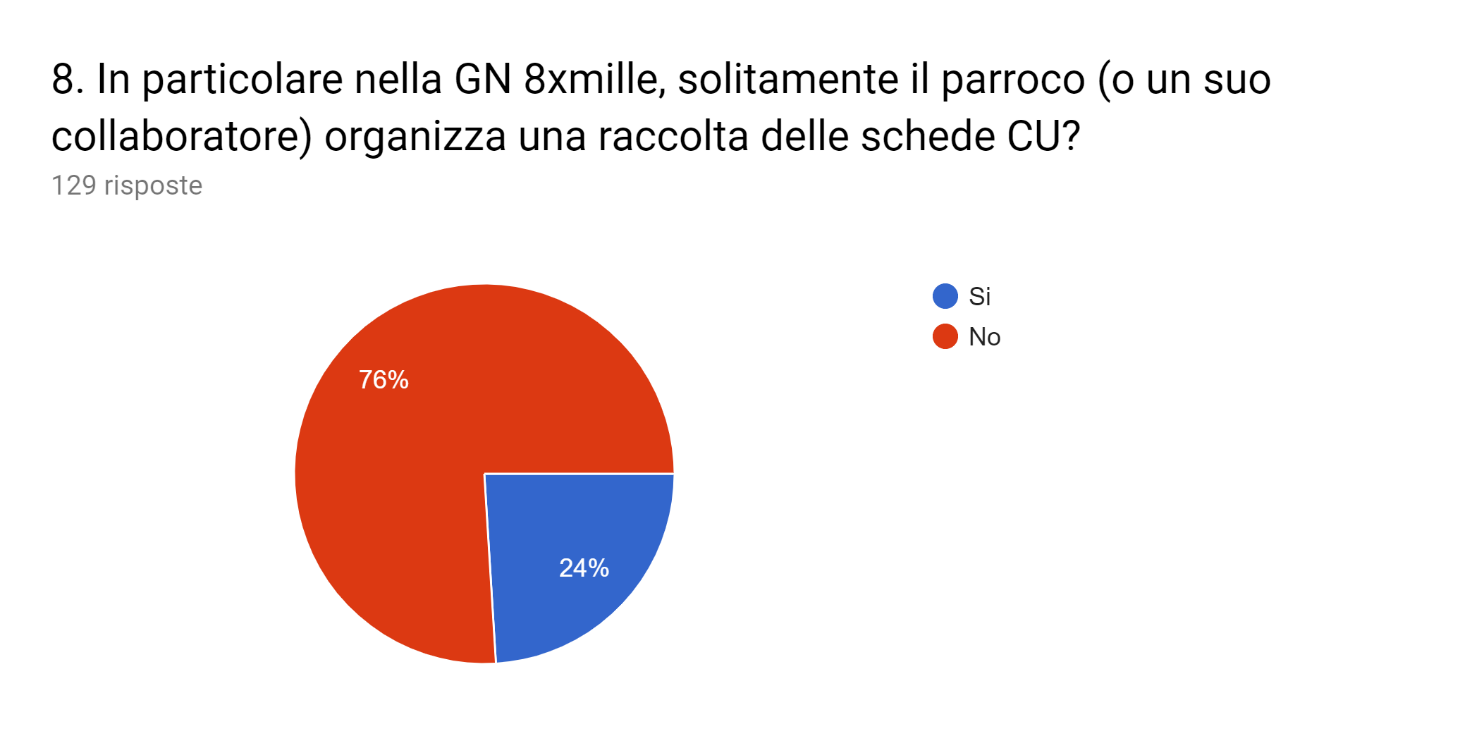 8. In particolare nella GN 8xmille, solitamente il parroco (o un suo
collaboratore) organizza una raccolta delle schede CU?
129 risposte
Si
No
76%
24%